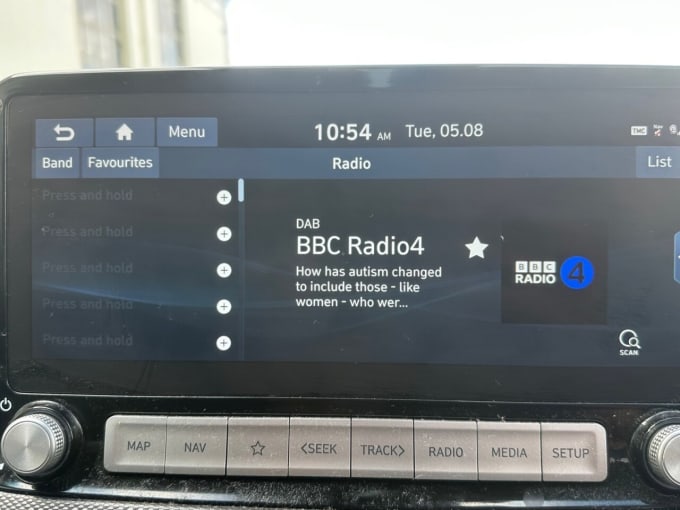 Menu
10:54 AM Tue, 05.08
TMC
Band Favourites Radio List
Press and hold
Press and hold
Press and hold
Press and hold
Press and hold
DAB
BBC Radio4
How has autism changed
to include those - like
women - who wer...
BBC
RADIO 4
SCAN
MAP NAV <SEEK TRACK> RADIO MEDIA SETUP